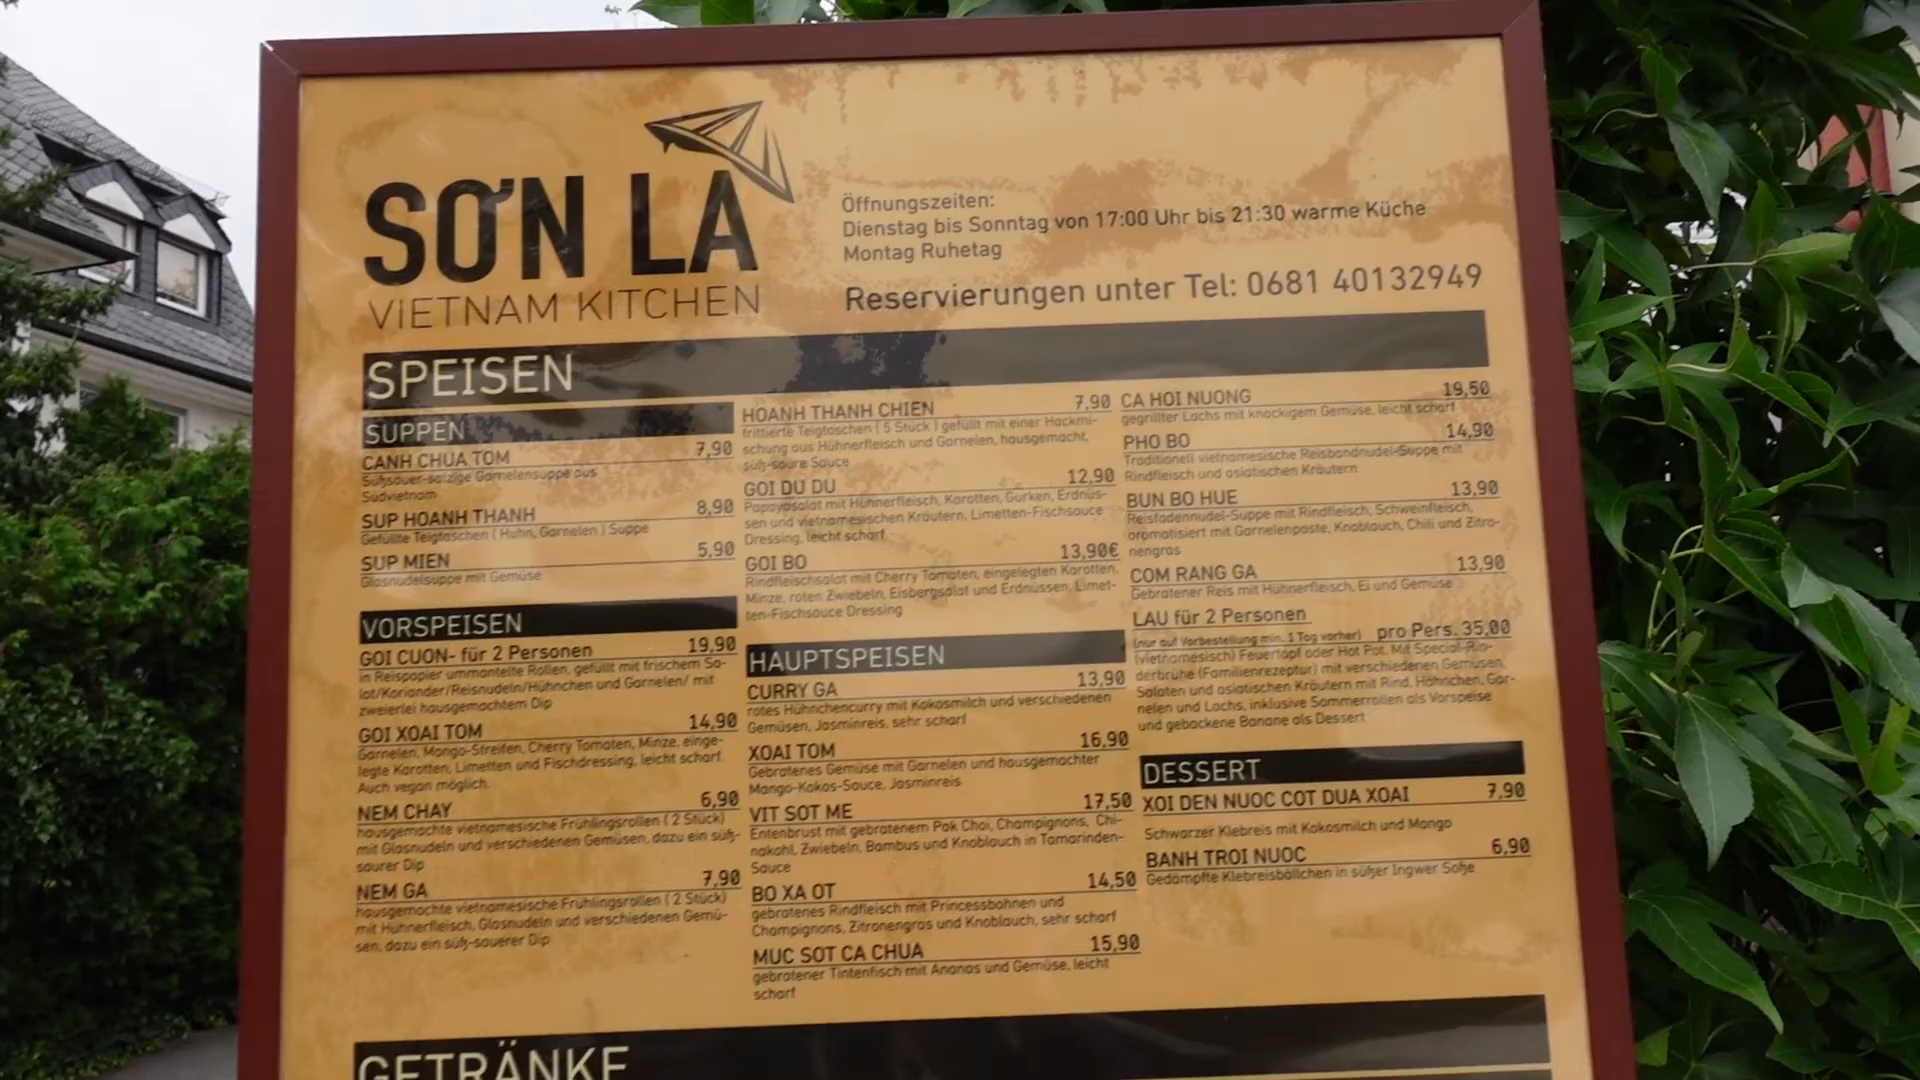 SƠN LA
VIETNAM KITCHEN
Öffnungszeiten:
Dienstag bis Sonntag von 17:00 Uhr bis 21:30 warme Küche
Montag Ruhetag
Reservierungen unter Tel: 0681 40132949
SPEISEN
SUPPEN
CANH CHUA TOM 7,90
Süßsauer-salzige Garnelensuppe aus
Südvietnam
SUP HOANH THANH 8,90
Gefüllte Teigtaschen ( Huhn, Garnelen ) Suppe
SUP MIEN 5,90
Glasnudelsuppe mit Gemüse
VORSPEISEN
GOI CUON- für 2 Personen 19,90
in Reispapier ummantelte Rollen, gefüllt mit frischem Sa-
lat/Koriander/Reisnudeln/Hühnchen und Garnelen/ mit
zweierlei hausgemachtem Dip
GOI XOAI TOM 14,90
Garnelen, Mango-Streifen, Cherry Tomaten, Minze, einge-
legte Karotten, Limetten und Fischdressing, leicht scharf.
Auch vegan möglich.
NEM CHAY 6,90
hausgemachte vietnamesische Frühlingsrollen ( 2 Stück)
mit Glasnudeln und verschiedenen Gemüsen, dazu ein süß-
saurer Dip
NEM GA 7,90
hausgemachte vietnamesische Frühlingsrollen ( 2 Stück)
mit Hühnerfleisch, Glasnudeln und verschiedenen Gemü-
sen, dazu ein süß-sauerer Dip
HOANH THANH CHIEN 7,90
frittierte Teigtaschen ( 5 Stück ) gefüllt mit einer Hackmi-
schung aus Hühnerfleisch und Garnelen, hausgemacht,
süß-saure Sauce
GOI DU DU 12,90
Papayasalat mit Hühnerfleisch, Karotten, Gurken, Erdnüs-
sen und vietnamesischen Kräutern, Limetten-Fischsauce
Dressing, leicht scharf
GOI BO 13,90€
Rindfleischsalat mit Cherry Tomaten, eingelegten Karotten,
Minze, roten Zwiebeln, Eisbergsalat und Erdnüssen, Limet-
ten-Fischsauce Dressing
HAUPTSPEISEN
CURRY GA 13,90
rotes Hühnchencurry mit Kokosmilch und verschiedenen
Gemüsen, Jasminreis, sehr scharf
XOAI TOM 16,90
Gebratenes Gemüse mit Garnelen und hausgemachter
Mango-Kokos-Sauce, Jasminreis
VIT SOT ME 17,50
Entenbrust mit gebratenem Pak Choi, Champignons, Chi-
nakohl, Zwiebeln, Bambus und Knoblauch in Tamarinden-
Sauce
BO XA OT 14,50
gebratenes Rindfleisch mit Princessbohnen und
Champignons, Zitronengras und Knoblauch, sehr scharf
MUC SOT CA CHUA 15,90
gebratener Tintenfisch mit Ananas und Gemüse, leicht
scharf
CA HOI NUONG 19,50
gegrillter Lachs mit knackigem Gemüse, leicht scharf
PHO BO 14,90
Traditionell vietnamesische Reisbandnudel-Suppe mit
Rindfleisch und asiatischen Kräutern
BUN BO HUE 13,90
Reisfadennudel-Suppe mit Rindfleisch, Schweinfleisch,
aromatisiert mit Garnelenpaste, Knoblauch, Chili und Zitro-
nengras
COM RANG GA 13,90
Gebratener Reis mit Hühnerfleisch, Ei und Gemüse
LAU für 2 Personen
(nur auf Vorbestellung min. 1 Tag vorher) pro Pers. 35,00
(vietnamesisch) Feuertopf oder Hot Pot. Mit Special-Rin-
derbrühe (Familienrezeptur) mit verschiedenen Gemüsen,
Salaten und asiatischen Kräutern mit Rind, Hähnchen, Gar-
nelen und Lachs, inklusive Sommerrollen als Vorspeise
und gebackene Banane als Dessert
DESSERT
XOI DEN NUOC COT DUA XOAI 7,90
Schwarzer Klebreis mit Kokosmilch und Mango
BANH TROI NUOC 6,90
Gedämpfte Klebreisbällchen in süßer Ingwer Soße
GETRÄNKE